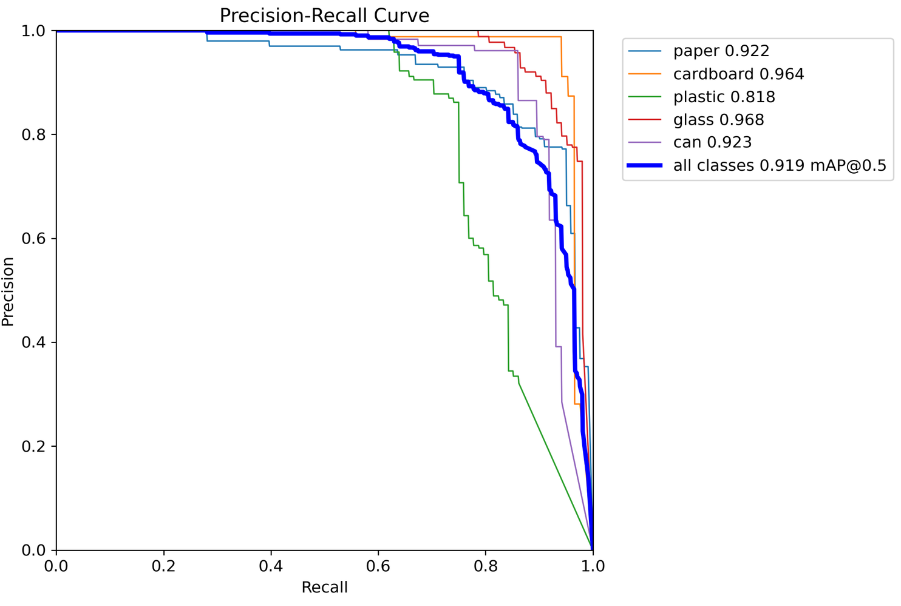 Precision-Recall Curve
1.0
0.8
0.6
0.4
0.2
0.0
Precision
0.0 0.2 0.4 0.6 0.8 1.0
Recall
paper 0.922
cardboard 0.964
plastic 0.818
glass 0.968
can 0.923
all classes 0.919 mAP@0.5